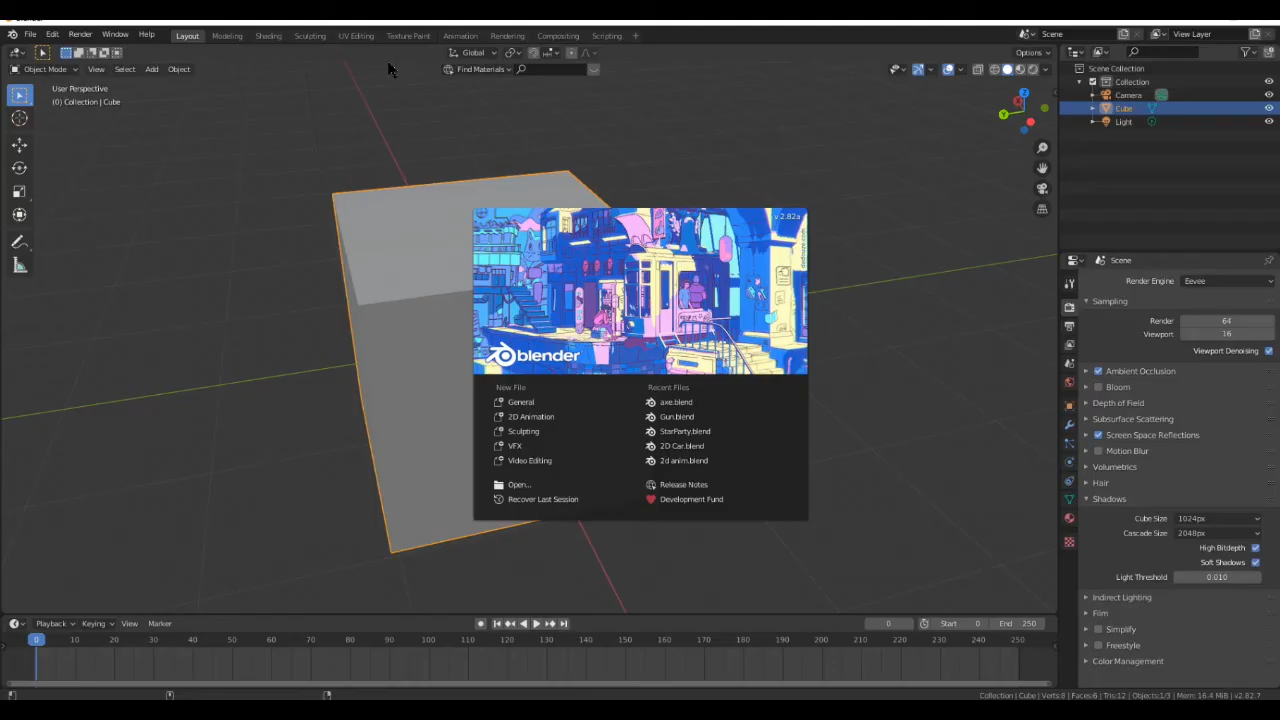 File Edit Render Window Help Layout Modeling Shading Sculpting UV Editing Texture Paint Animation Rendering Compositing Scripting + Scene View Layer
Global Options
Object Mode View Select Add Object Find Materials
User Perspective
(0) Collection | Cube
Scene Collection
Collection
Camera
Cube
Light
Z
X
Y
v 2.82a
blender
New File
General
2D Animation
Sculpting
VFX
Video Editing
Open...
Recover Last Session
Recent Files
axe.blend
Gun.blend
StarParty.blend
2D Car.blend
2d anim.blend
Release Notes
Development Fund
Scene
Render Engine Eevee
Sampling
Render 64
Viewport 16
Viewport Denoising
Ambient Occlusion
Bloom
Depth of Field
Subsurface Scattering
Screen Space Reflections
Motion Blur
Volumetrics
Hair
Shadows
Cube Size 1024px
Cascade Size 2048px
High Bitdepth
Soft Shadows
Light Threshold 0.010
Indirect Lighting
Film
Simplify
Freestyle
Color Management
Playback Keying View Marker 0 Start 0 End 250
0 10 20 30 40 50 60 70 80 90 100 110 120 130 140 150 160 170 180 190 200 210 220 230 240 250
Collection | Cube | Verts:8 | Faces:6 | Tris:12 | Objects:1/3 | Mem: 16.4 MiB | v2.82.7